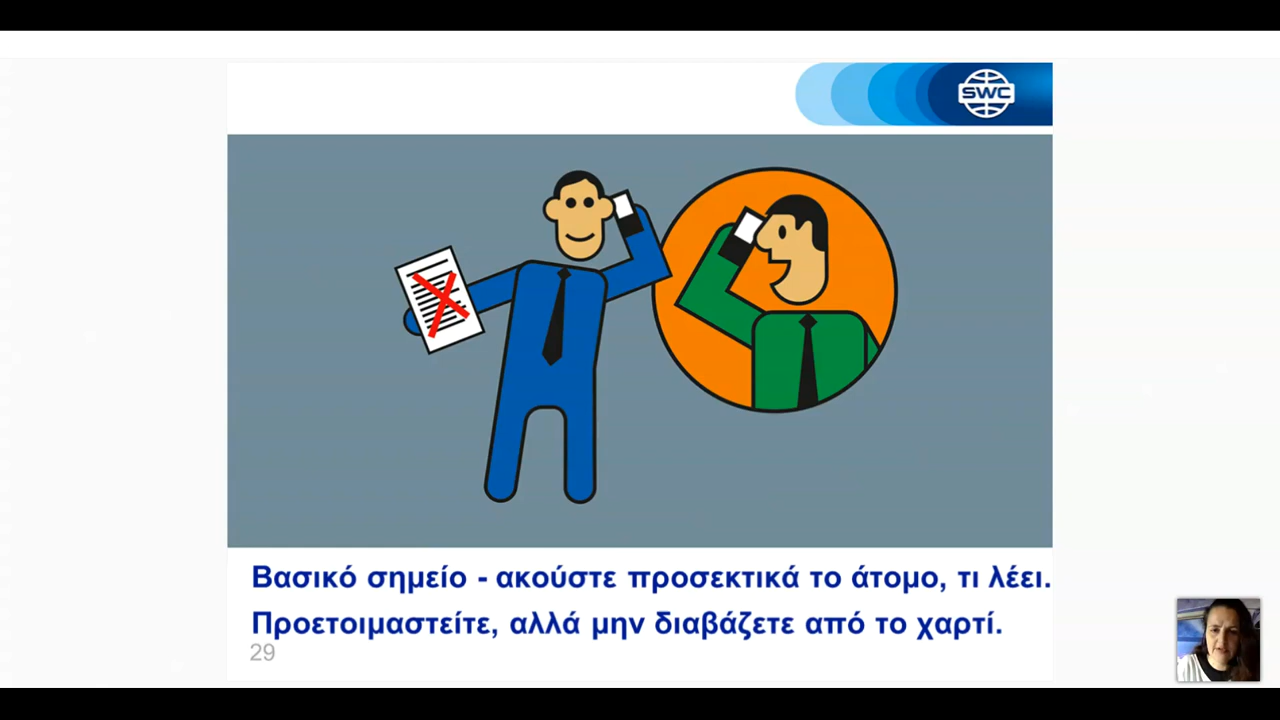 SWC
Βασικό σημείο - ακούστε προσεκτικά το άτομο, τι λέει.
Προετοιμαστείτε, αλλά μην διαβάζετε από το χαρτί.
29